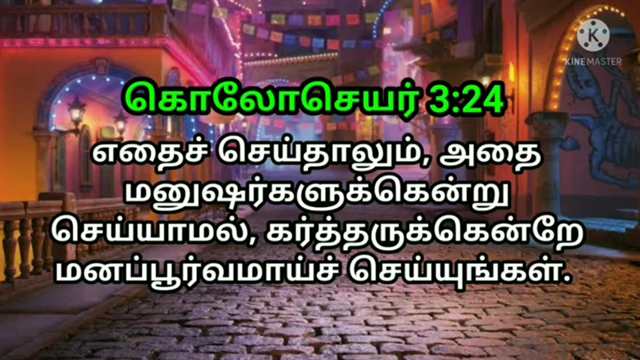 KINEMASTER
கொலோசெயர் 3:24
எதைச் செய்தாலும், அதை
மனுஷர்களுக்கென்று
செய்யாமல், கர்த்தருக்கென்றே
மனப்பூர்வமாய்ச் செய்யுங்கள்.